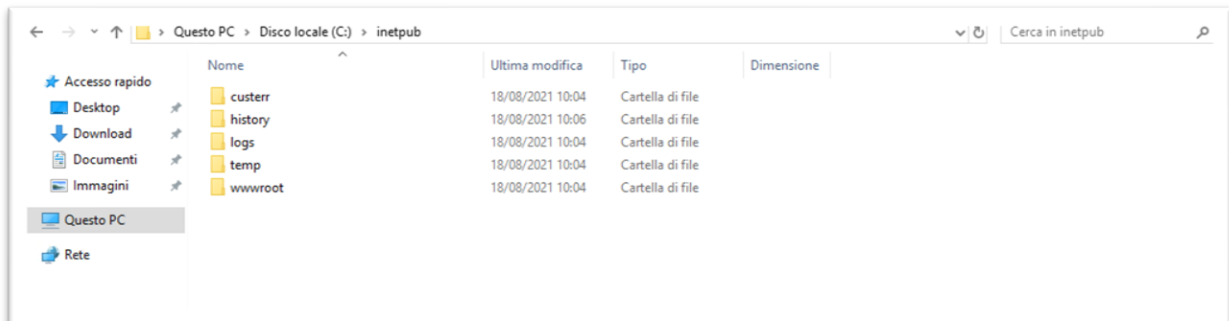 Questo PC > Disco locale (C:) > inetpub
Cerca in inetpub
Nome Ultima modifica Tipo Dimensione
Accesso rapido
Desktop
Download
Documenti
Immagini
Questo PC
Rete
custerr 18/08/2021 10:04 Cartella di file
history 18/08/2021 10:06 Cartella di file
logs 18/08/2021 10:04 Cartella di file
temp 18/08/2021 10:04 Cartella di file
wwwroot 18/08/2021 10:04 Cartella di file